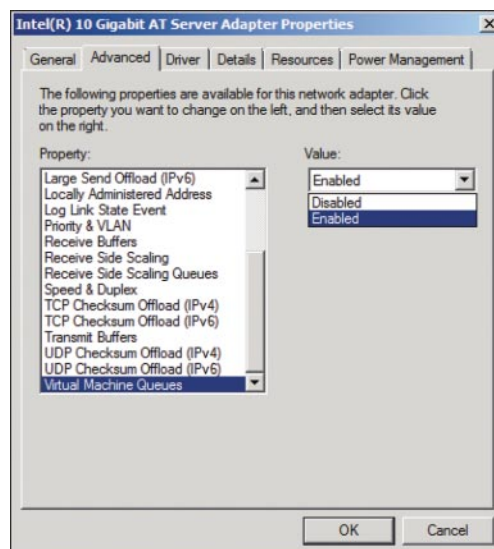 Intel(R) 10 Gigabit AT Server Adapter Properties
General Advanced Driver Details Resources Power Management
The following properties are available for this network adapter. Click
the property you want to change on the left, and then select its value
on the right.
Property:
Large Send Offload (IPv6)
Locally Administered Address
Log Link State Event
Priority & VLAN
Receive Buffers
Receive Side Scaling
Receive Side Scaling Queues
Speed & Duplex
TCP Checksum Offload (IPv4)
TCP Checksum Offload (IPv6)
Transmit Buffers
UDP Checksum Offload (IPv4)
UDP Checksum Offload (IPv6)
Virtual Machine Queues
Value:
Enabled
Disabled
Enabled
OK Cancel